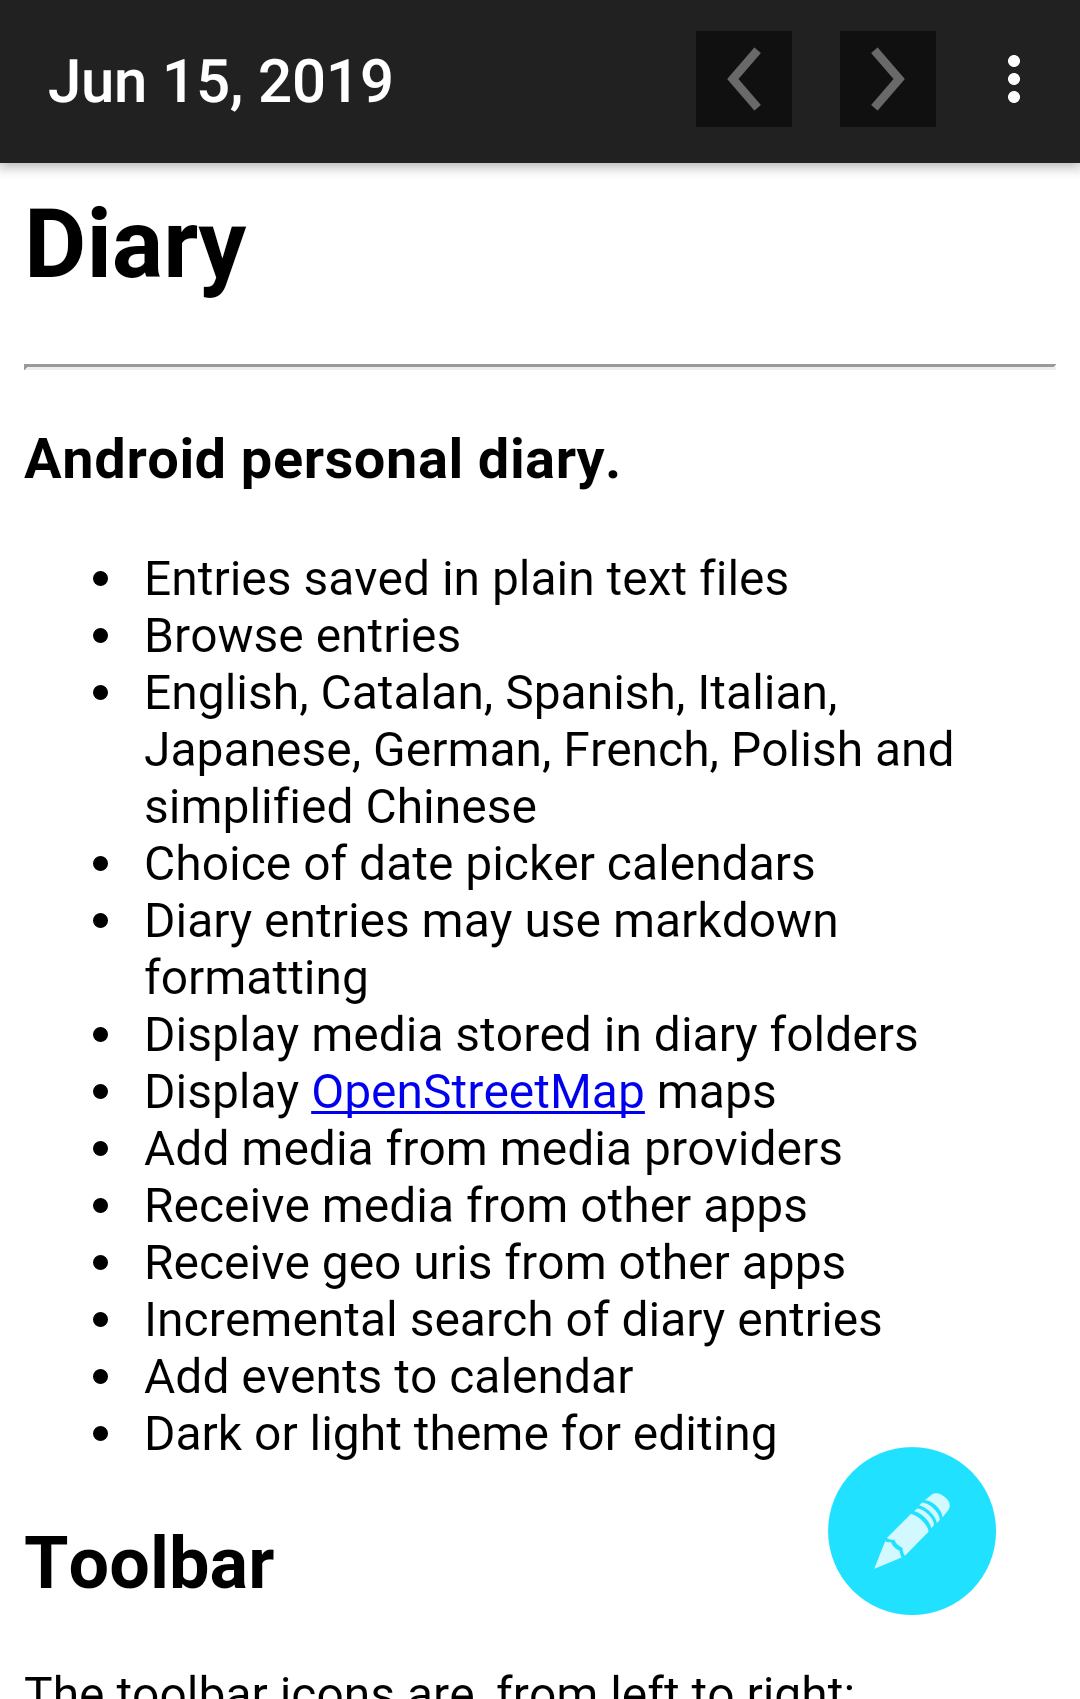 Jun 15, 2019
Diary
Android personal diary.
Entries saved in plain text files
Browse entries
English, Catalan, Spanish, Italian,
Japanese, German, French, Polish and
simplified Chinese
Choice of date picker calendars
Diary entries may use markdown
formatting
Display media stored in diary folders
Display OpenStreetMap maps
Add media from media providers
Receive media from other apps
Receive geo uris from other apps
Incremental search of diary entries
Add events to calendar
Dark or light theme for editing
Toolbar
The toolbar icons are, from left to right: